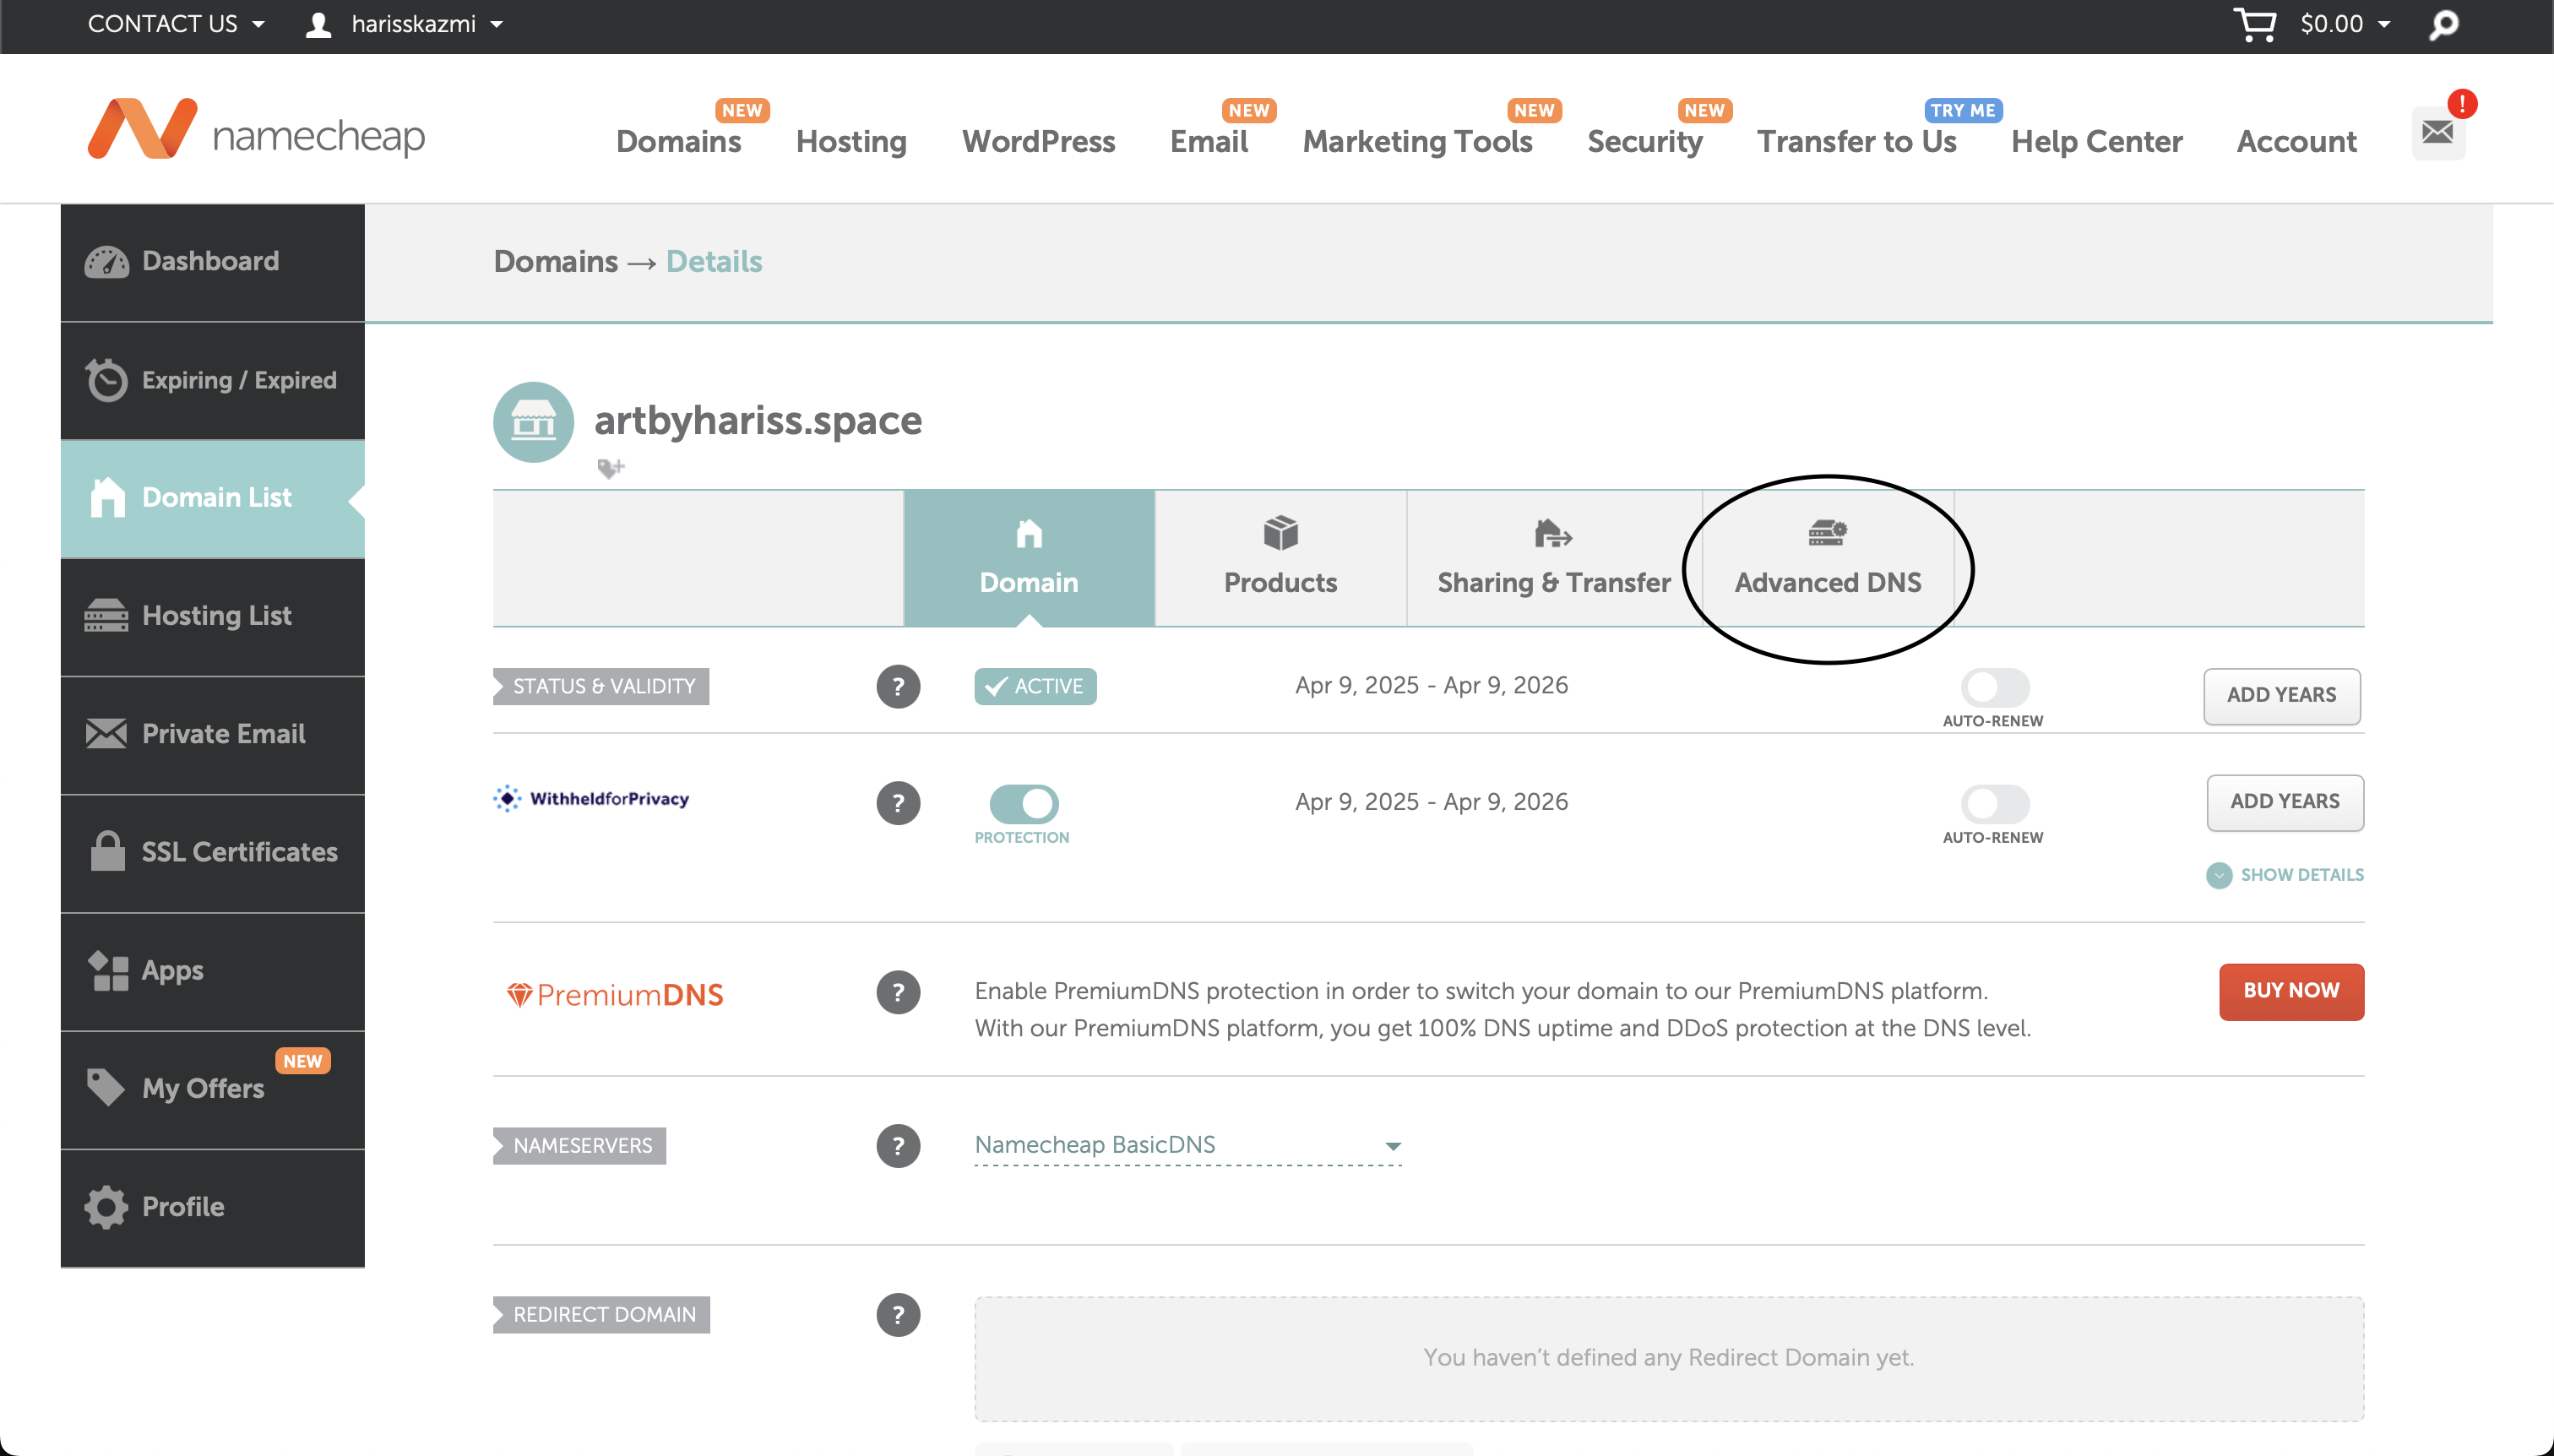 CONTACT US
harisskazmi
$0.00
namecheap
Domains
NEW
Hosting
WordPress
Email
NEW
Marketing Tools
NEW
Security
NEW
Transfer to Us
TRY ME
Help Center
Account
!
Dashboard
Expiring / Expired
Domain List
Hosting List
Private Email
SSL Certificates
Apps
My Offers
NEW
Profile
Domains → Details
artbyhariss.space
Domain
Products
Sharing & Transfer
Advanced DNS
STATUS & VALIDITY
?
ACTIVE
Apr 9, 2025 - Apr 9, 2026
AUTO-RENEW
ADD YEARS
WithheldforPrivacy
?
PROTECTION
Apr 9, 2025 - Apr 9, 2026
AUTO-RENEW
ADD YEARS
SHOW DETAILS
PremiumDNS
?
Enable PremiumDNS protection in order to switch your domain to our PremiumDNS platform.
With our PremiumDNS platform, you get 100% DNS uptime and DDoS protection at the DNS level.
BUY NOW
NAMESERVERS
?
Namecheap BasicDNS
REDIRECT DOMAIN
?
You haven't defined any Redirect Domain yet.